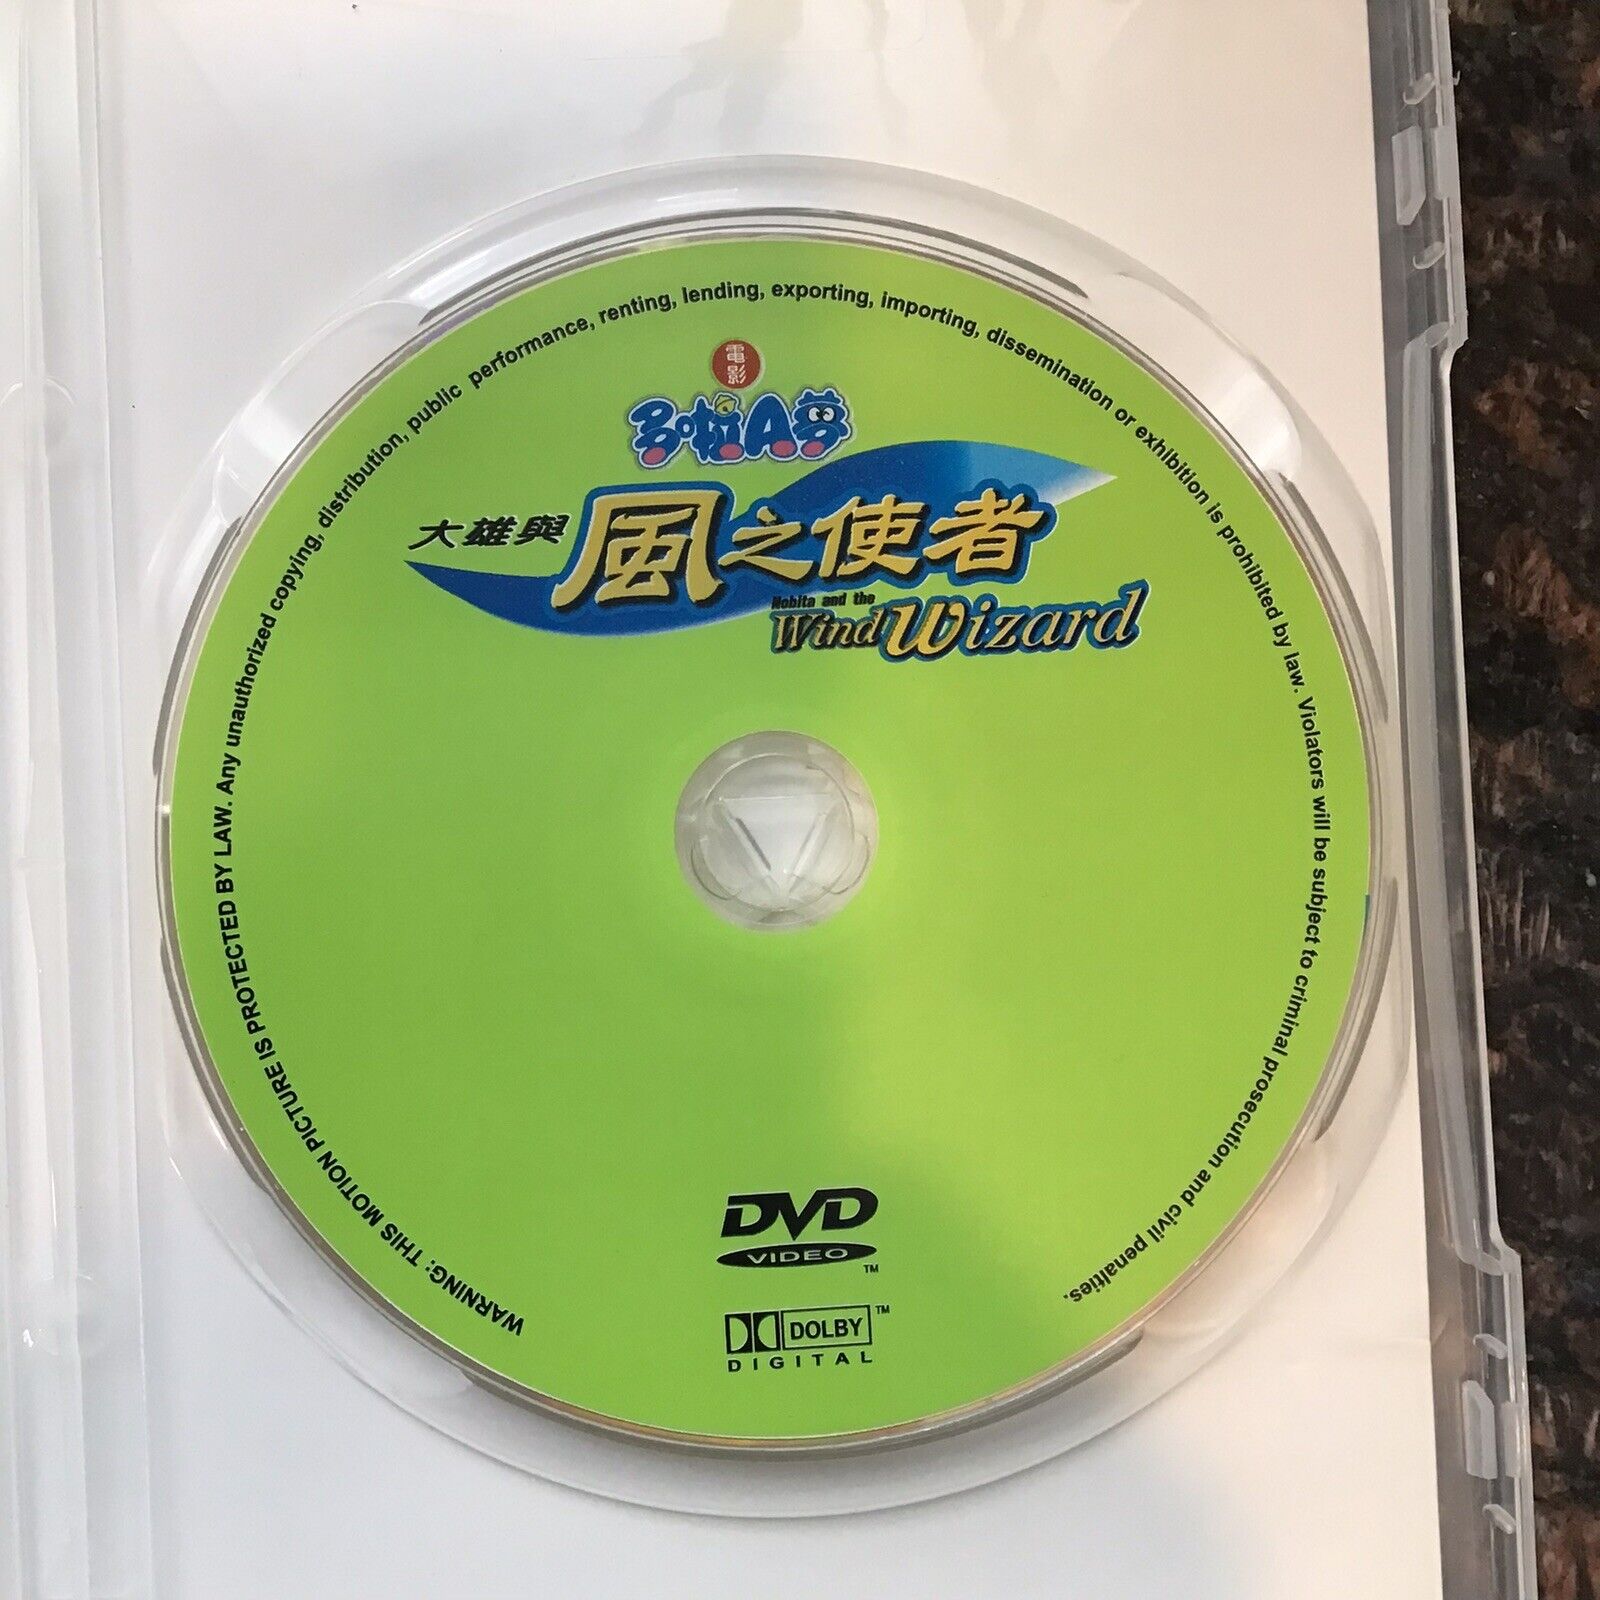 電影
多啦A夢
大雄與
風之使者
Nobita and the
Wind Wizard
WARNING: THIS MOTION PICTURE IS PROTECTED BY LAW. Any unauthorized copying, distribution, public performance, renting, lending, exporting, importing, dissemination or exhibition is prohibited by law. Violators will be subject to criminal prosecution and civil penalties.
DVD
VIDEO
TM
DOLBY
TM
DIGITAL